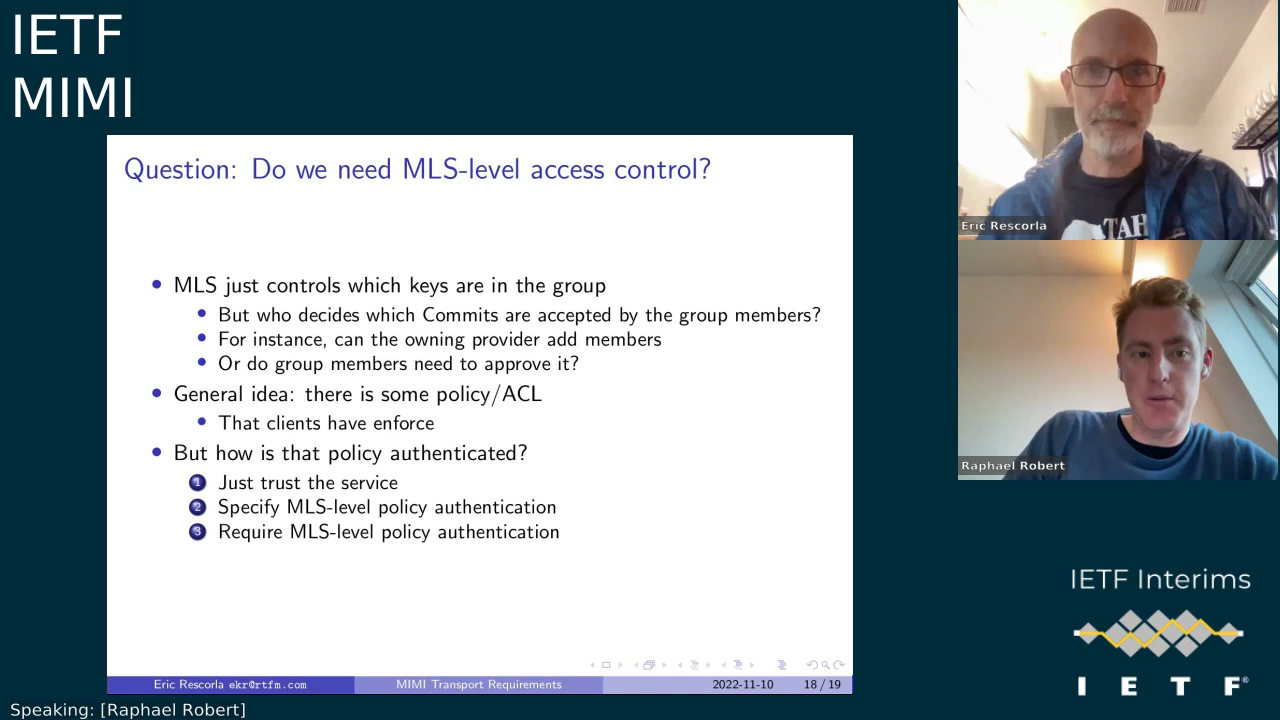 IETF
MIMI
Question: Do we need MLS-level access control?
MLS just controls which keys are in the group
But who decides which Commits are accepted by the group members?
For instance, can the owning provider add members
Or do group members need to approve it?
General idea: there is some policy/ACL
That clients have enforce
But how is that policy authenticated?
1 Just trust the service
2 Specify MLS-level policy authentication
3 Require MLS-level policy authentication
Eric Rescorla ekr@rtfm.com MIMI Transport Requirements 2022-11-10 18 / 19
TAH
Eric Rescorla
Raphael Robert
IETF Interims
I E T F®
Speaking: [Raphael Robert]